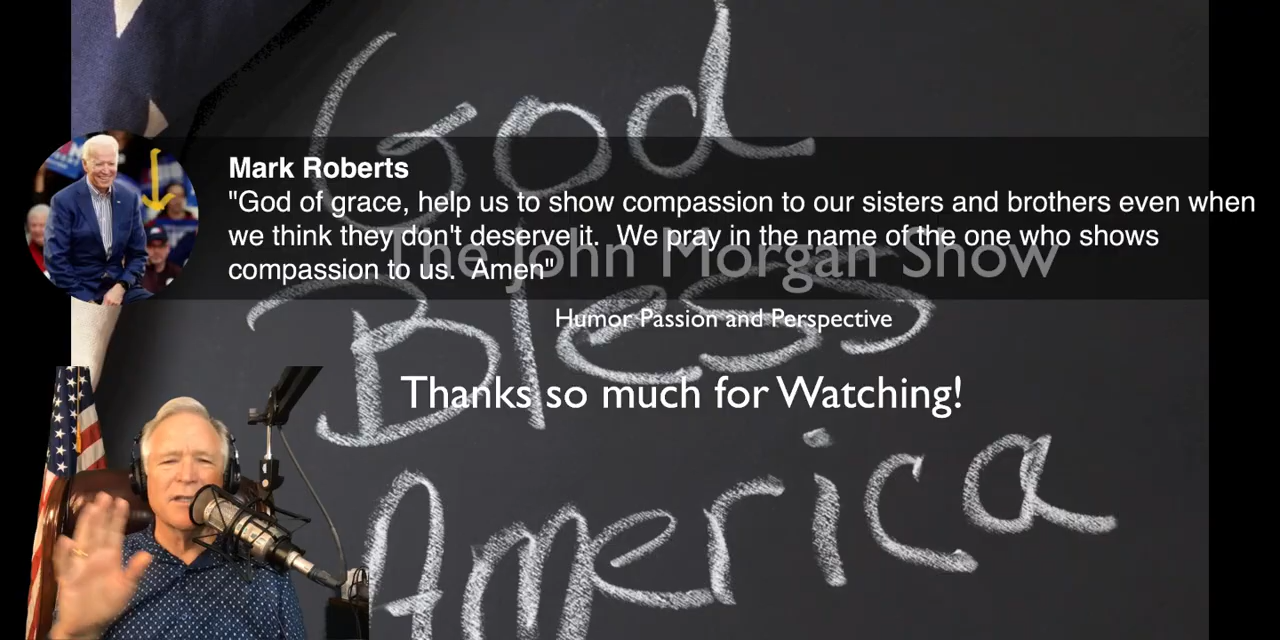 God
Mark Roberts
"God of grace, help us to show compassion to our sisters and brothers even when
we think they don't deserve it.  We pray in the name of the one who shows
compassion to us.  Amen"
The John Morgan Show
Bless
Humor Passion and Perspective
Thanks so much for Watching!
America